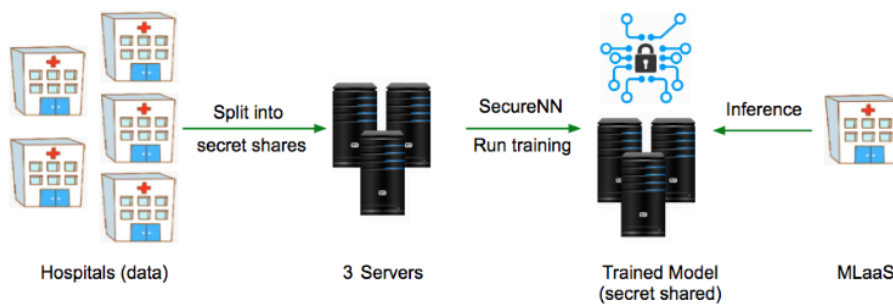 Split into
secret shares
SecureNN
Run training
Inference
Hospitals (data)
3 Servers
Trained Model
(secret shared)
MLaaS